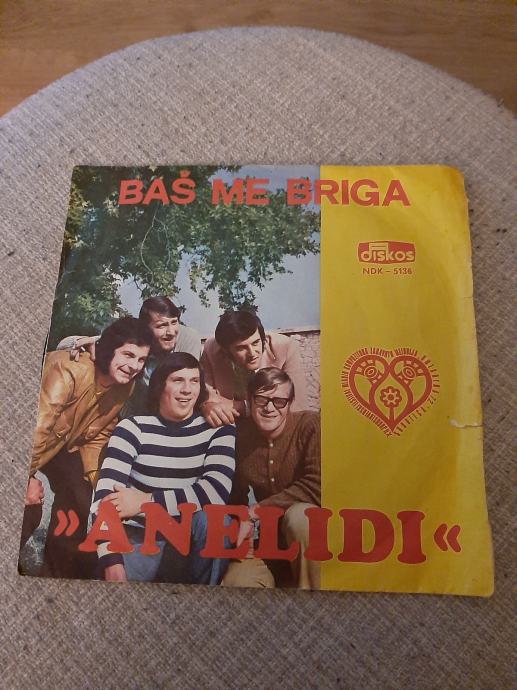 BAŠ ME BRIGA
diskos
NDK – 5136
»ANELIDI«